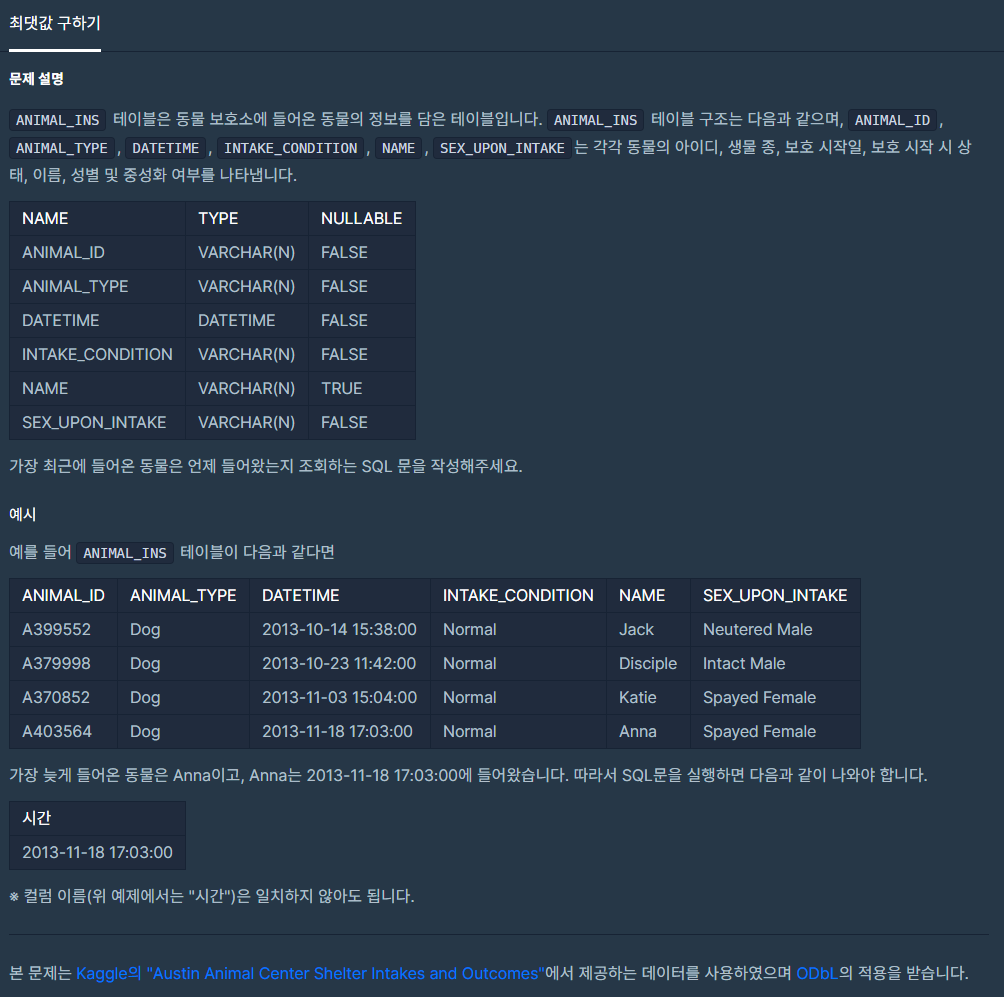 최댓값 구하기
문제 설명
ANIMAL_INS 테이블은 동물 보호소에 들어온 동물의 정보를 담은 테이블입니다. ANIMAL_INS 테이블 구조는 다음과 같으며, ANIMAL_ID ,
ANIMAL_TYPE , DATETIME , INTAKE_CONDITION , NAME , SEX_UPON_INTAKE 는 각각 동물의 아이디, 생물 종, 보호 시작일, 보호 시작 시 상
태, 이름, 성별 및 중성화 여부를 나타냅니다.
NAME TYPE NULLABLE
ANIMAL_ID VARCHAR(N) FALSE
ANIMAL_TYPE VARCHAR(N) FALSE
DATETIME DATETIME FALSE
INTAKE_CONDITION VARCHAR(N) FALSE
NAME VARCHAR(N) TRUE
SEX_UPON_INTAKE VARCHAR(N) FALSE
가장 최근에 들어온 동물은 언제 들어왔는지 조회하는 SQL 문을 작성해주세요.
예시
예를 들어 ANIMAL_INS 테이블이 다음과 같다면
ANIMAL_ID ANIMAL_TYPE DATETIME INTAKE_CONDITION NAME SEX_UPON_INTAKE
A399552 Dog 2013-10-14 15:38:00 Normal Jack Neutered Male
A379998 Dog 2013-10-23 11:42:00 Normal Disciple Intact Male
A370852 Dog 2013-11-03 15:04:00 Normal Katie Spayed Female
A403564 Dog 2013-11-18 17:03:00 Normal Anna Spayed Female
가장 늦게 들어온 동물은 Anna이고, Anna는 2013-11-18 17:03:00에 들어왔습니다. 따라서 SQL문을 실행하면 다음과 같이 나와야 합니다.
시간
2013-11-18 17:03:00
※ 컬럼 이름(위 예제에서는 "시간")은 일치하지 않아도 됩니다.
본 문제는 Kaggle의 "Austin Animal Center Shelter Intakes and Outcomes"에서 제공하는 데이터를 사용하였으며 ODbL의 적용을 받습니다.